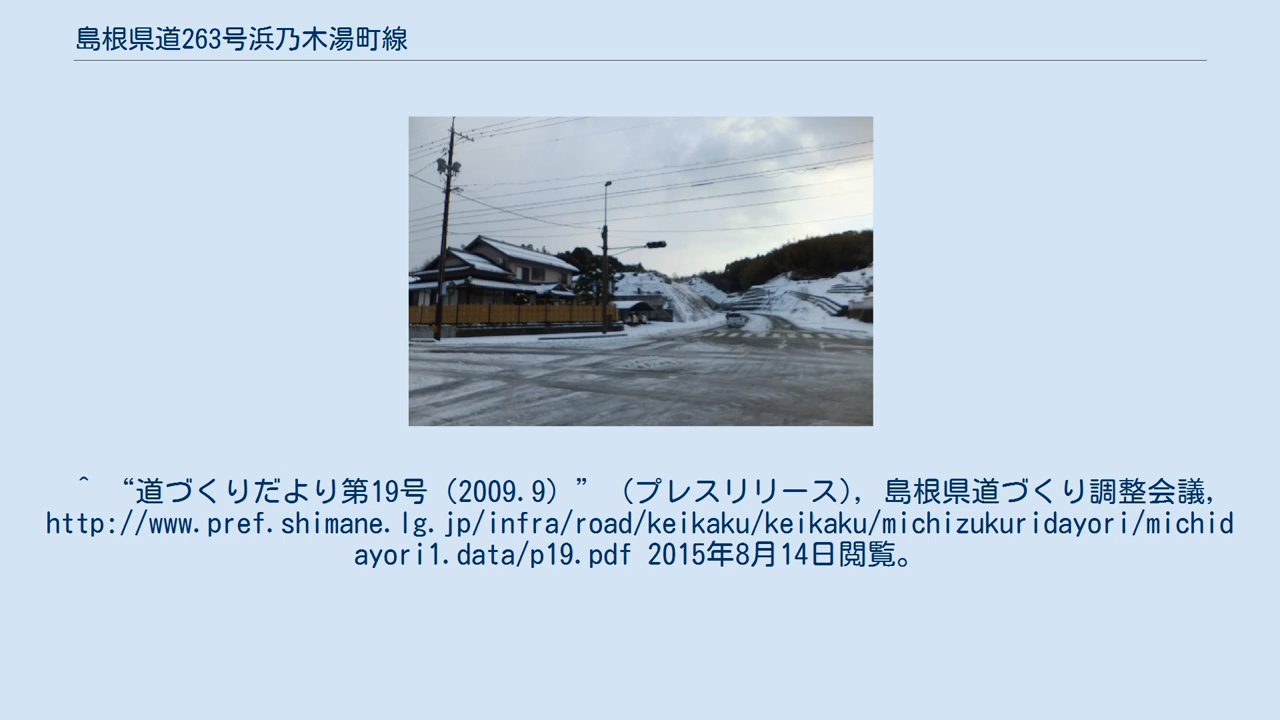 島根県道263号浜乃木湯町線
^ “道づくりだより第19号（2009.9）” （プレスリリース), 島根県道づくり調整会議,
http://www.pref.shimane.lg.jp/infra/road/keikaku/keikaku/michizukuridayori/michid
ayori1.data/p19.pdf 2015年8月14日閲覧。